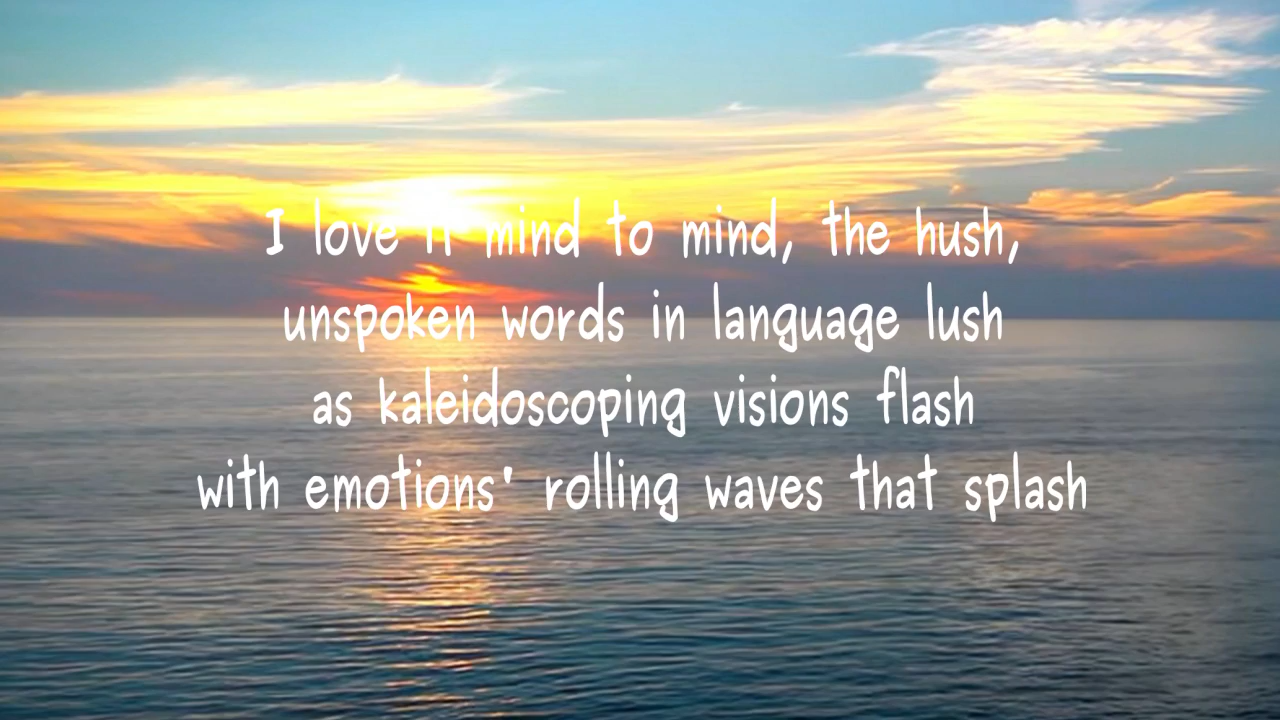 I love it mind to mind, the hush,
unspoken words in language lush
as kaleidoscoping visions flash
with emotions' rolling waves that splash